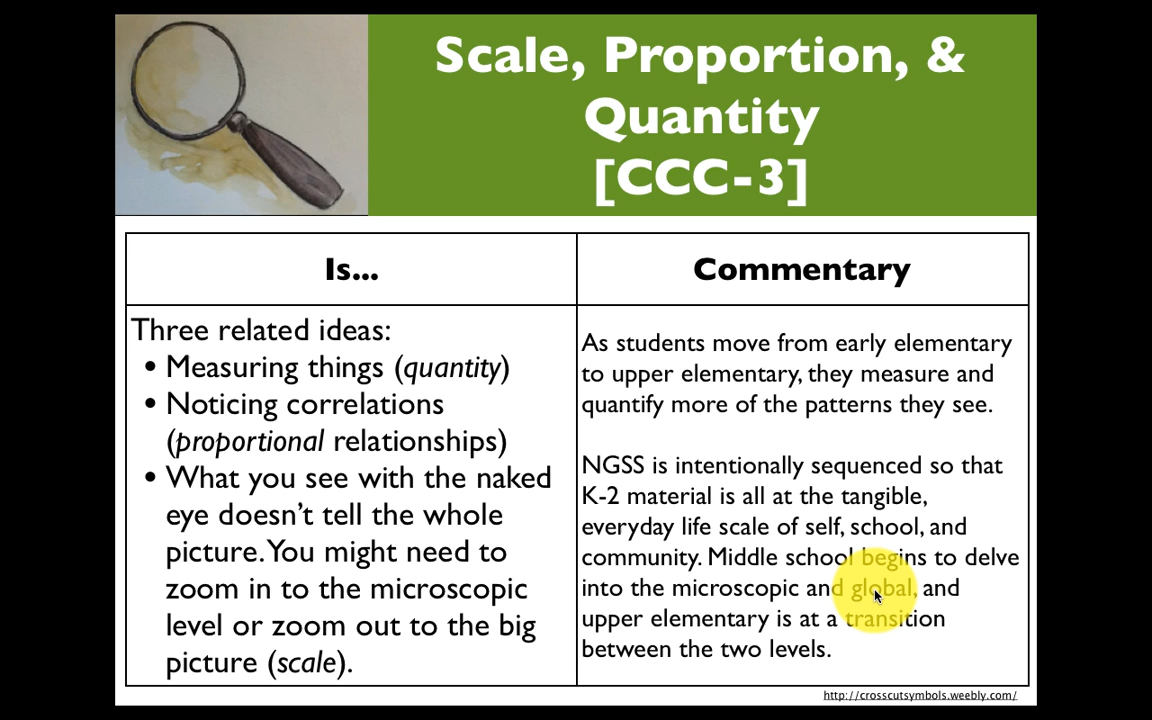 Scale, Proportion, &
Quantity
[CCC-3]
Is...
Commentary
Three related ideas:
• Measuring things (quantity)
• Noticing correlations
(proportional relationships)
• What you see with the naked
eye doesn’t tell the whole
picture. You might need to
zoom in to the microscopic
level or zoom out to the big
picture (scale).
As students move from early elementary
to upper elementary, they measure and
quantify more of the patterns they see.
NGSS is intentionally sequenced so that
K-2 material is all at the tangible,
everyday life scale of self, school, and
community. Middle school begins to delve
into the microscopic and global, and
upper elementary is at a transition
between the two levels.
http://crosscutsymbols.weebly.com/